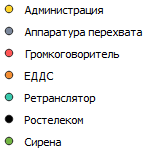 Администрация
Аппаратура перехвата
Громкоговоритель
ЕДДС
Ретранслятор
Ростелеком
Сирена